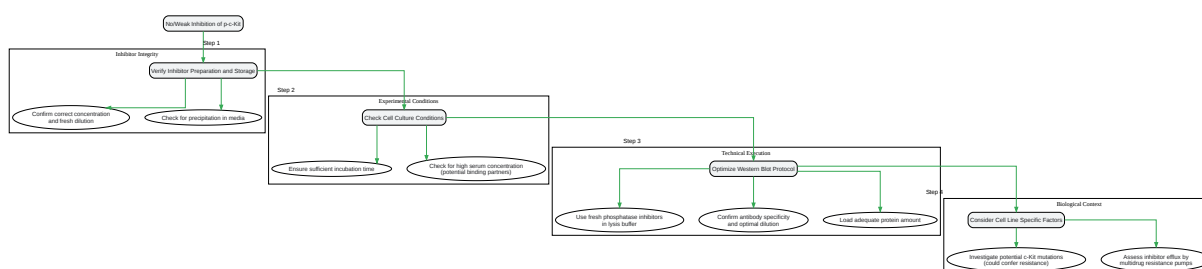 No/Weak Inhibition of p-c-Kit
Step 1
Inhibitor Integrity
Verify Inhibitor Preparation and Storage
Confirm correct concentration
and fresh dilution
Check for precipitation in media
Step 2
Experimental Conditions
Check Cell Culture Conditions
Ensure sufficient incubation time
Check for high serum concentration
(potential binding partners)
Step 3
Technical Execution
Optimize Western Blot Protocol
Use fresh phosphatase inhibitors
in lysis buffer
Confirm antibody specificity
and optimal dilution
Load adequate protein amount
Step 4
Biological Context
Consider Cell Line Specific Factors
Investigate potential c-Kit mutations
(could confer resistance)
Assess inhibitor efflux by
multidrug resistance pumps